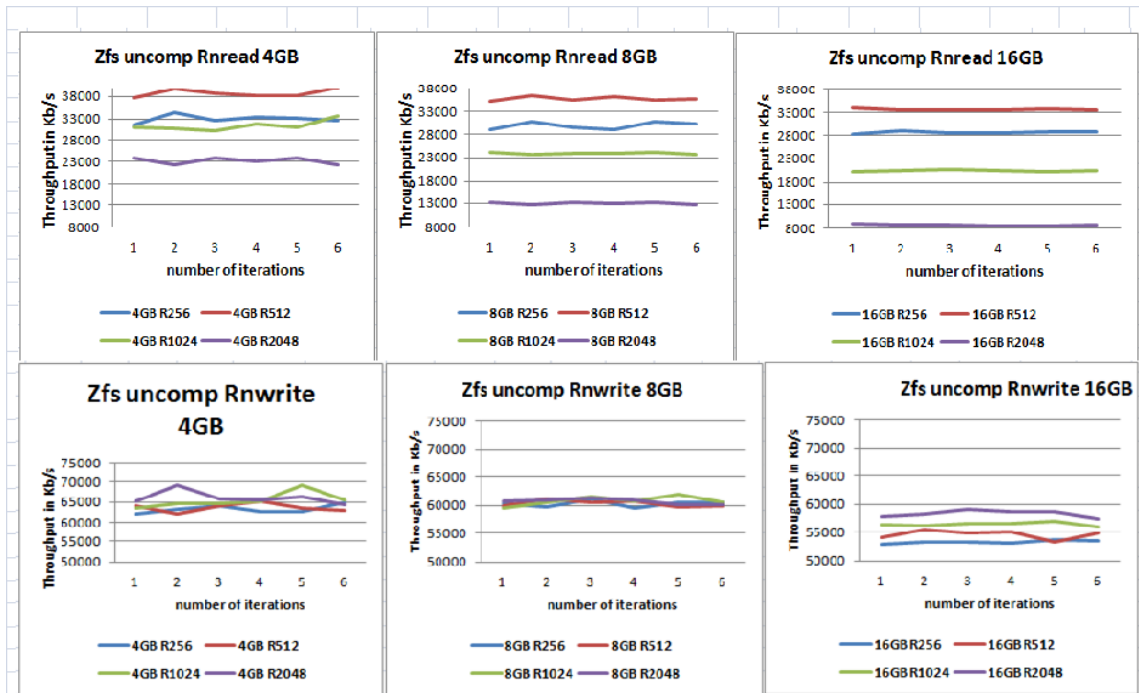 Zfs uncomp Rnread 4GB
Throughput in Kb/s
38000
33000
28000
23000
18000
13000
8000
1 2 3 4 5 6
number of iterations
4GB R256 4GB R512
4GB R1024 4GB R2048
Zfs uncomp Rnread 8GB
Throughput in Kb/s
38000
33000
28000
23000
18000
13000
8000
1 2 3 4 5 6
number of iterations
8GB R256 8GB R512
8GB R1024 8GB R2048
Zfs uncomp Rnread 16GB
Throughput in Kb/s
38000
33000
28000
23000
18000
13000
8000
1 2 3 4 5 6
number of iterations
16GB R256 16GB R512
16GB R1024 16GB R2048
Zfs uncomp Rnwrite
4GB
Throughput in Kb/s
75000
70000
65000
60000
55000
50000
1 2 3 4 5 6
number of iterations
4GB R256 4GB R512
4GB R1024 4GB R2048
Zfs uncomp Rnwrite 8GB
Throughput in Kb/s
75000
70000
65000
60000
55000
50000
1 2 3 4 5 6
number of iterations
8GB R256 8GB R512
8GB R1024 8GB R2048
Zfs uncomp Rnwrite 16GB
Throughput in Kb/s
75000
70000
65000
60000
55000
50000
1 2 3 4 5 6
number of iterations
16GB R256 16GB R512
16GB R1024 16GB R2048